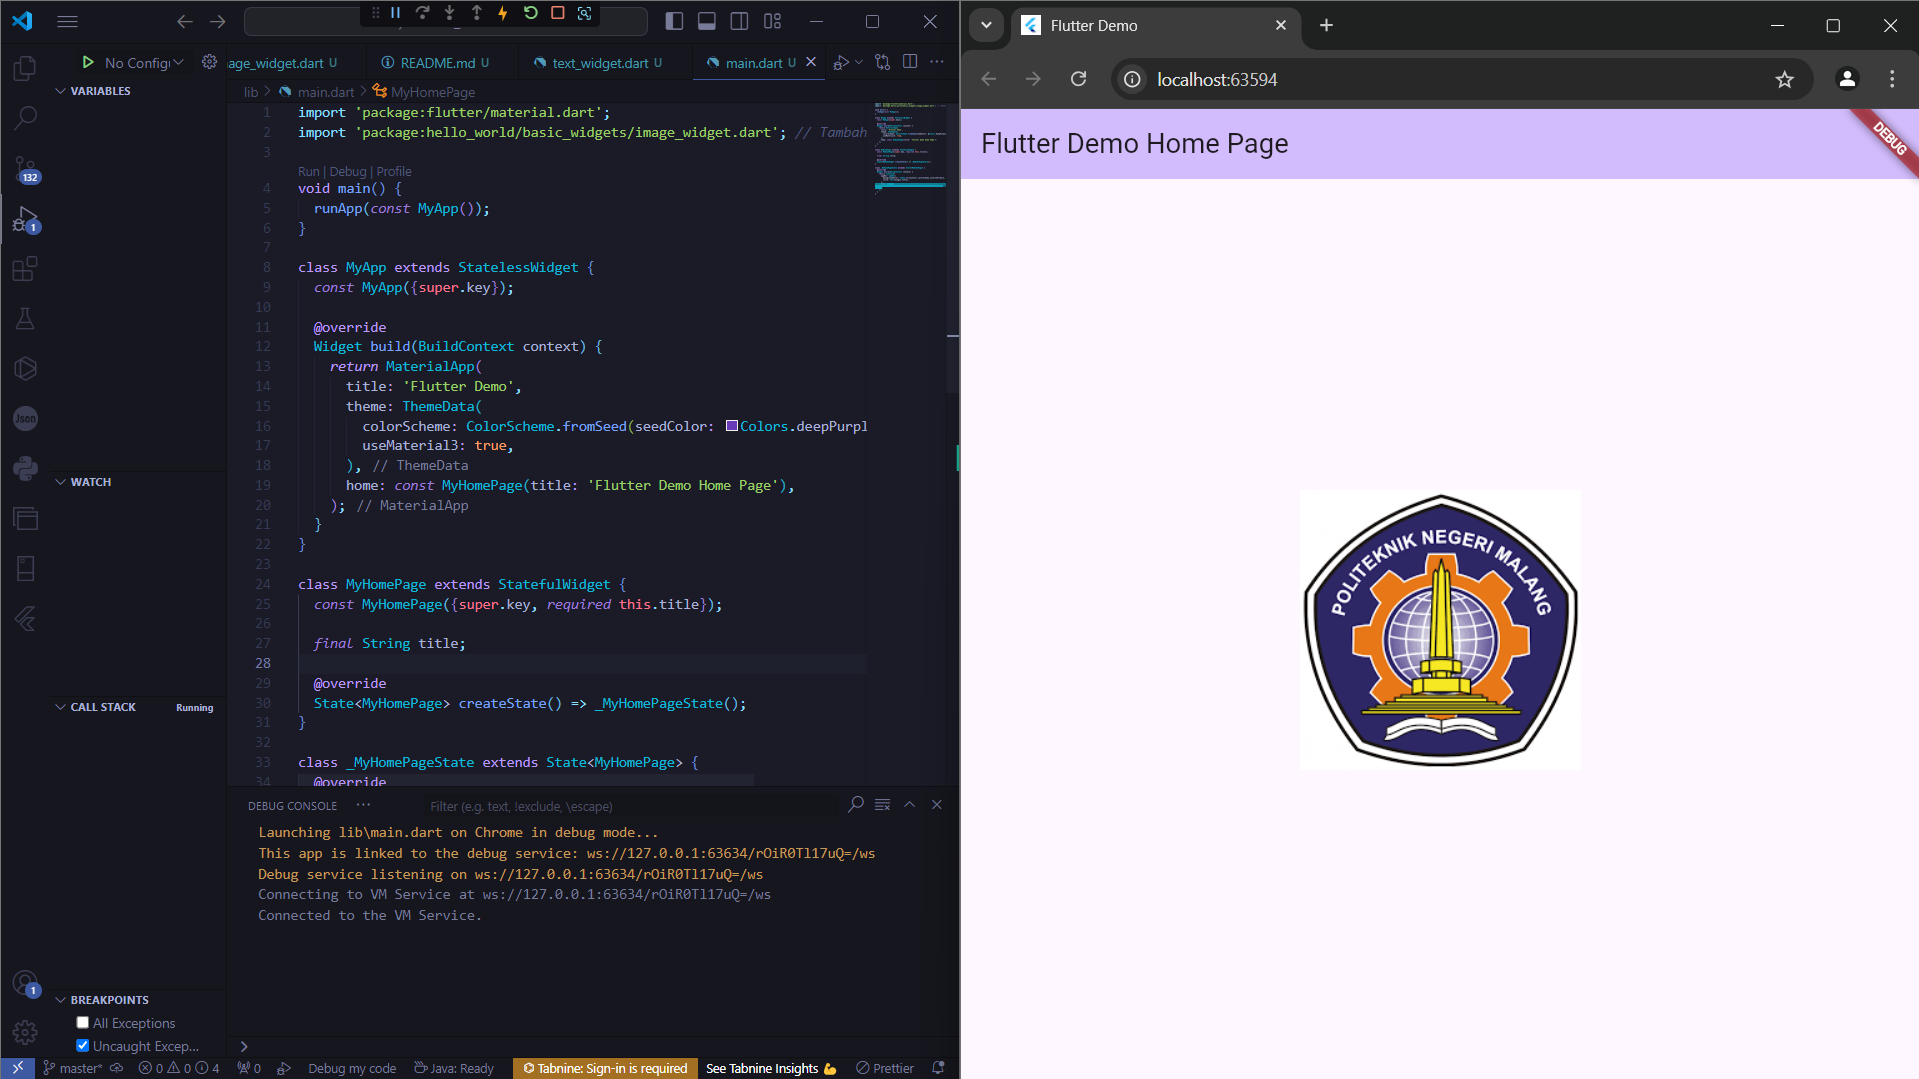 No Config
age_widget.dart U
README.md U
text_widget.dart U
main.dart U
VARIABLES
lib > main.dart > MyHomePage
1 import 'package:flutter/material.dart';
2 import 'package:hello_world/basic_widgets/image_widget.dart'; // Tambah
3
Run | Debug | Profile
4 void main() {
5 runApp(const MyApp());
6 }
7
8 class MyApp extends StatelessWidget {
9 const MyApp({super.key});
10
11 @override
12 Widget build(BuildContext context) {
13 return MaterialApp(
14 title: 'Flutter Demo',
15 theme: ThemeData(
16 colorScheme: ColorScheme.fromSeed(seedColor: Colors.deepPurpl
17 useMaterial3: true,
18 ), // ThemeData
19 home: const MyHomePage(title: 'Flutter Demo Home Page'),
20 ); // MaterialApp
21 }
22 }
23
24 class MyHomePage extends StatefulWidget {
25 const MyHomePage({super.key, required this.title});
26
27 final String title;
28
29 @override
30 State<MyHomePage> createState() => _MyHomePageState();
31 }
32
33 class _MyHomePageState extends State<MyHomePage> {
34 @override
132
1
Json
WATCH
CALL STACK
Running
BREAKPOINTS
All Exceptions
Uncaught Excep...
1
DEBUG CONSOLE
Filter (e.g. text, !exclude, \escape)
Launching lib\main.dart on Chrome in debug mode...
This app is linked to the debug service: ws://127.0.0.1:63634/rOiR0Tl17uQ=/ws
Debug service listening on ws://127.0.0.1:63634/rOiR0Tl17uQ=/ws
Connecting to VM Service at ws://127.0.0.1:63634/rOiR0Tl17uQ=/ws
Connected to the VM Service.
master* 0 0 4 0 Debug my code Java: Ready Tabnine: Sign-in is required See Tabnine Insights 💪 Prettier
Flutter Demo
localhost:63594
Flutter Demo Home Page
DEBUG
POLITEKNIK NEGERI MALANG